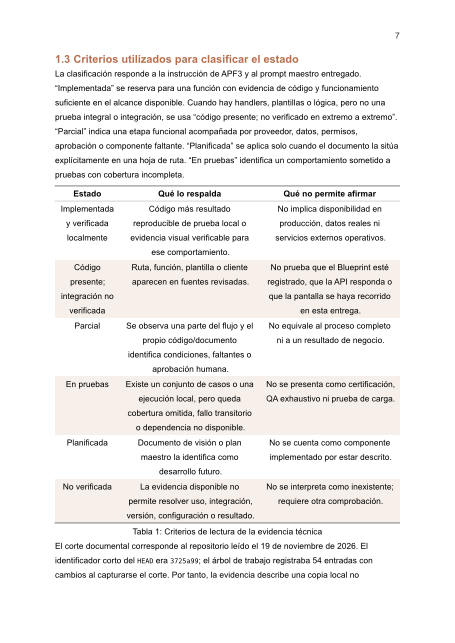 7
1.3 Criterios utilizados para clasificar el estado
La clasificación responde a la instrucción de APF3 y al prompt maestro entregado.
“Implementada” se reserva para una función con evidencia de código y funcionamiento
suficiente en el alcance disponible. Cuando hay handlers, plantillas o lógica, pero no una
prueba integral o integración, se usa “código presente; no verificado en extremo a extremo”.
“Parcial” indica una etapa funcional acompañada por proveedor, datos, permisos,
aprobación o componente faltante. “Planificada” se aplica solo cuando el documento la sitúa
explícitamente en una hoja de ruta. “En pruebas” identifica un comportamiento sometido a
pruebas con cobertura incompleta.
Estado Qué lo respalda Qué no permite afirmar
Implementada
y verificada
localmente
Código más resultado
reproducible de prueba local o
evidencia visual verificable para
ese comportamiento.
No implica disponibilidad en
producción, datos reales ni
servicios externos operativos.
Código
presente;
integración no
verificada
Ruta, función, plantilla o cliente
aparecen en fuentes revisadas.
No prueba que el Blueprint esté
registrado, que la API responda o
que la pantalla se haya recorrido
en esta entrega.
Parcial
Se observa una parte del flujo y el
propio código/documento
identifica condiciones, faltantes o
aprobación humana.
No equivale al proceso completo
ni a un resultado de negocio.
En pruebas
Existe un conjunto de casos o una
ejecución local, pero queda
cobertura omitida, fallo transitorio
o dependencia no disponible.
No se presenta como certificación,
QA exhaustivo ni prueba de carga.
Planificada
Documento de visión o plan
maestro la identifica como
desarrollo futuro.
No se cuenta como componente
implementado por estar descrito.
No verificada
La evidencia disponible no
permite resolver uso, integración,
versión, configuración o resultado.
No se interpreta como inexistente;
requiere otra comprobación.
Tabla 1: Criterios de lectura de la evidencia técnica
El corte documental corresponde al repositorio leído el 19 de noviembre de 2026. El
identificador corto del HEAD era 3725a99; el árbol de trabajo registraba 54 entradas con
cambios al capturarse el corte. Por tanto, la evidencia describe una copia local no